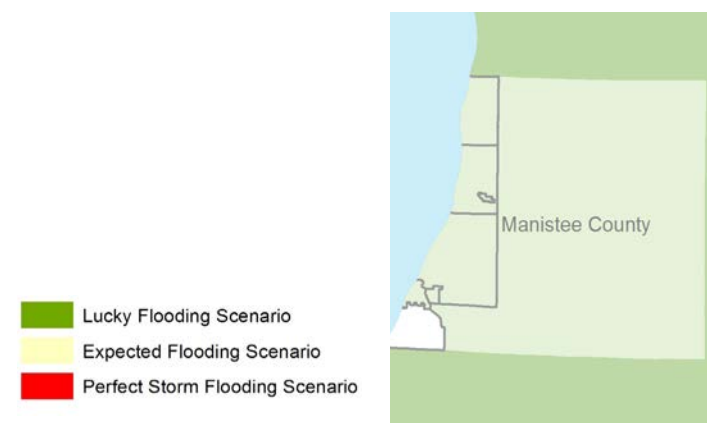 Manistee County
Lucky Flooding Scenario
Expected Flooding Scenario
Perfect Storm Flooding Scenario